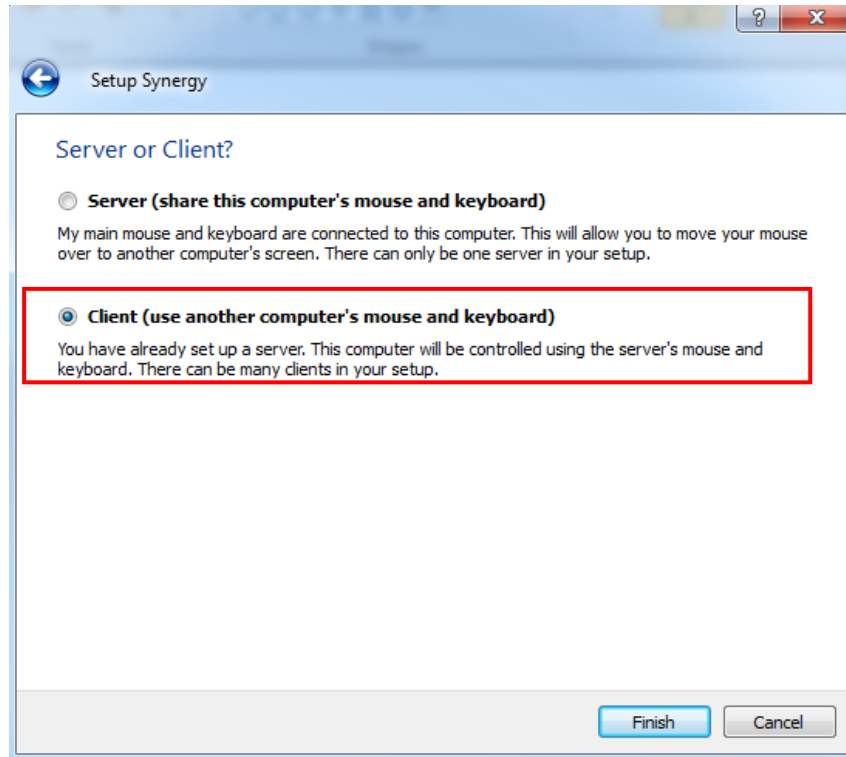 Setup Synergy
Server or Client?
Server (share this computer's mouse and keyboard)
My main mouse and keyboard are connected to this computer. This will allow you to move your mouse
over to another computer's screen. There can only be one server in your setup.
Client (use another computer's mouse and keyboard)
You have already set up a server. This computer will be controlled using the server's mouse and
keyboard. There can be many clients in your setup.
Finish
Cancel